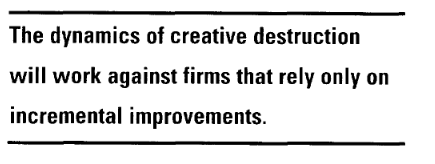 The dynamics of creative destruction
will work against firms that rely only on
incremental improvements.